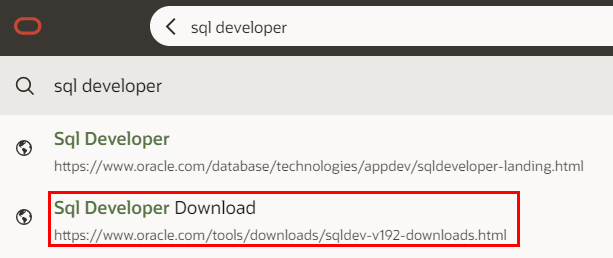 sql developer
sql developer
Sql Developer
https://www.oracle.com/database/technologies/appdev/sqldeveloper-landing.html
Sql Developer Download
https://www.oracle.com/tools/downloads/sqldev-v192-downloads.html